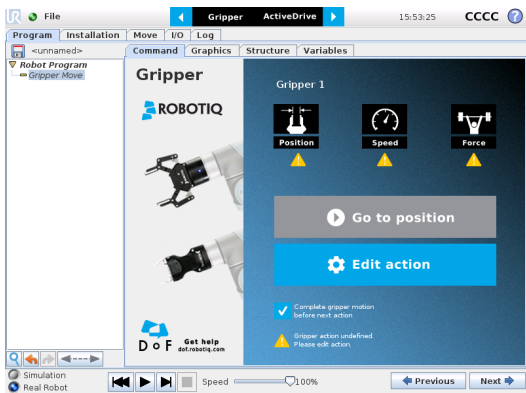 UR File
Gripper ActiveDrive
15:53:25 CCCC ?
Program Installation Move I/O Log
<unnamed>
Command Graphics Structure Variables
Robot Program
Gripper Move
Gripper
ROBOTIQ
Gripper 1
Position Speed Force
Go to position
Edit action
Complete gripper motion
before next action
Gripper action undefined.
Please edit action
DoF Get help
dof.robotiq.com
Simulation
Real Robot
Speed 100%
Previous Next